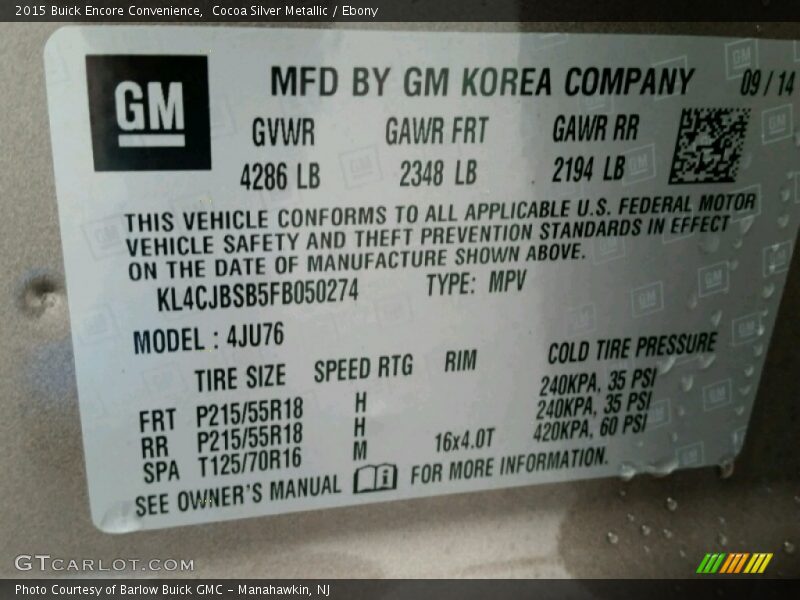 2015 Buick Encore Convenience, Cocoa Silver Metallic / Ebony
GM
MFD BY GM KOREA COMPANY 09/14
GVWR GAWR FRT GAWR RR
4286 LB 2348 LB 2194 LB
THIS VEHICLE CONFORMS TO ALL APPLICABLE U.S. FEDERAL MOTOR
VEHICLE SAFETY AND THEFT PREVENTION STANDARDS IN EFFECT
ON THE DATE OF MANUFACTURE SHOWN ABOVE.
KL4CJBSB5FB050274 TYPE: MPV
MODEL : 4JU76
TIRE SIZE SPEED RTG RIM COLD TIRE PRESSURE
FRT P215/55R18 H 240KPA, 35 PSI
RR P215/55R18 H 240KPA, 35 PSI
SPA T125/70R16 M 16x4.0T 420KPA, 60 PSI
SEE OWNER'S MANUAL FOR MORE INFORMATION.
GTCARLOT.COM
Photo Courtesy of Barlow Buick GMC - Manahawkin, NJ